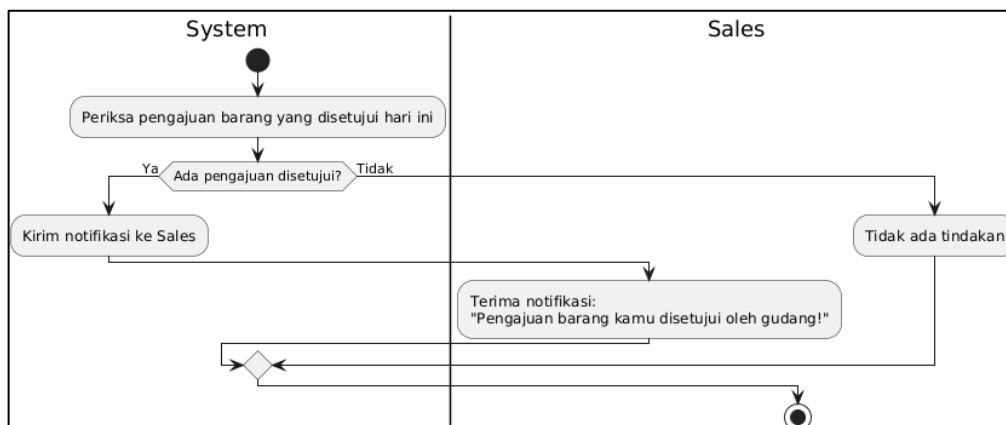 System
Sales
Periksa pengajuan barang yang disetujui hari ini
Ya
Ada pengajuan disetujui?
Tidak
Kirim notifikasi ke Sales
Tidak ada tindakan
Terima notifikasi:
"Pengajuan barang kamu disetujui oleh gudang!"